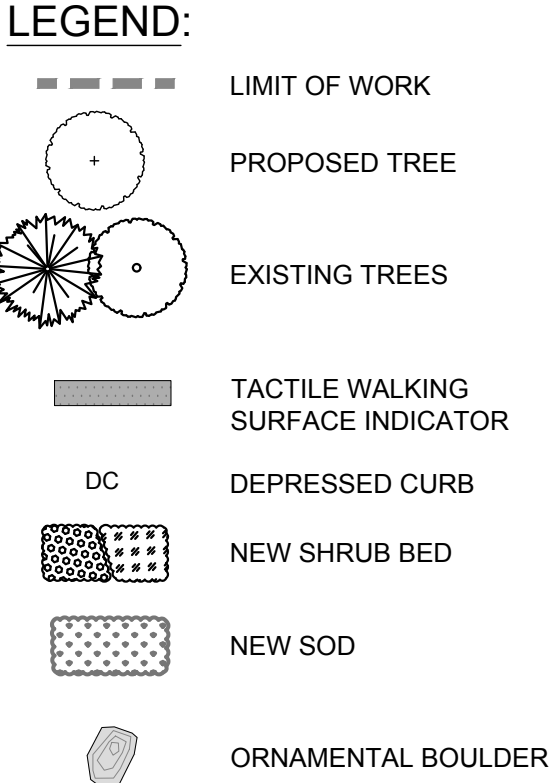 LEGEND:
LIMIT OF WORK
PROPOSED TREE
EXISTING TREES
TACTILE WALKING
SURFACE INDICATOR
DC DEPRESSED CURB
NEW SHRUB BED
NEW SOD
ORNAMENTAL BOULDER